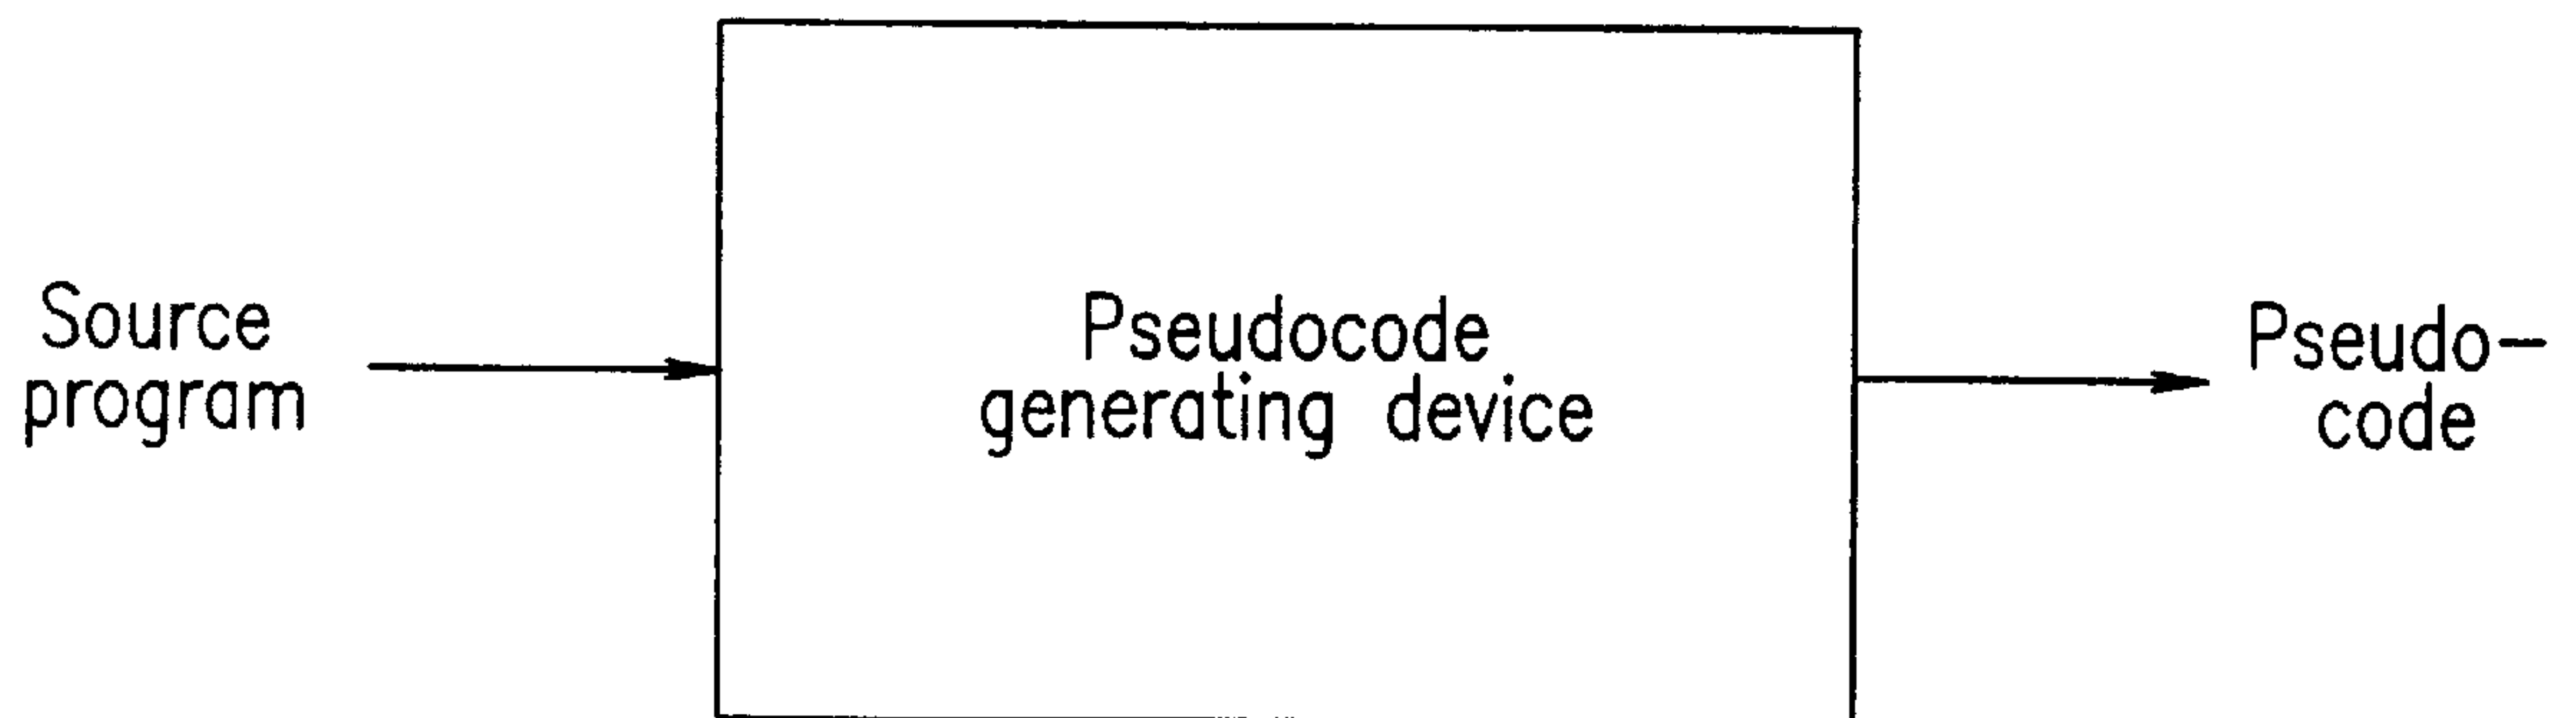 Source
program
Pseudocode
generating device
Pseudo-
code